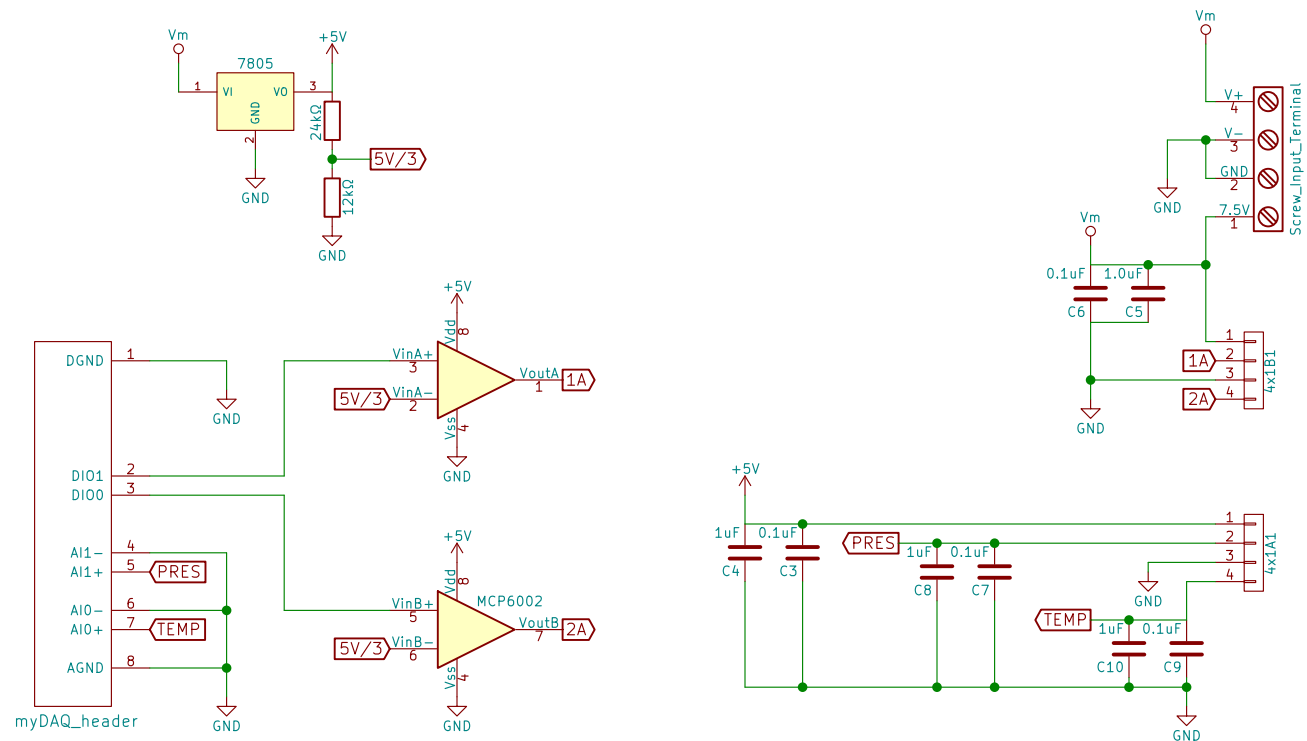 Vm
7805
1
VI
VO
3
GND
2
GND
+5V
24kΩ
5V/3
12kΩ
GND
myDAQ_header
DGND
1
GND
DIO1
2
DIO0
3
AI1-
4
AI1+
5
PRES
AI0-
6
AI0+
7
TEMP
AGND
8
GND
+5V
Vdd
8
VinA+
3
5V/3
VinA-
2
VoutA
1
1A
Vss
4
GND
+5V
Vdd
8
MCP6002
VinB+
5
5V/3
VinB-
6
VoutB
7
2A
Vss
4
GND
Vm
V+
4
V-
3
GND
2
7.5V
1
Screw_Input_Terminal
GND
Vm
0.1uF
C6
1.0uF
C5
GND
1
1A
2
3
2A
4
4x1B1
+5V
1uF
C4
0.1uF
C3
PRES
1uF
C8
0.1uF
C7
1
2
3
4
4x1A1
GND
TEMP
1uF
C10
0.1uF
C9
GND